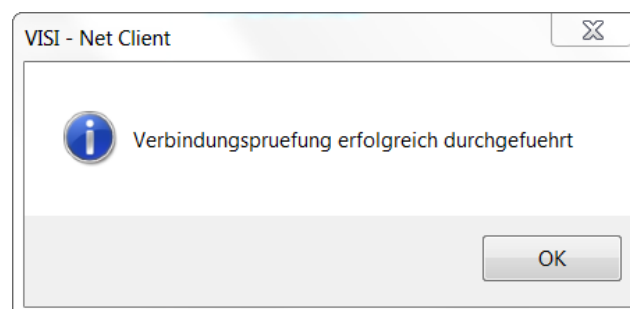 VISI - Net Client
Verbindungspruefung erfolgreich durchgefuehrt
OK